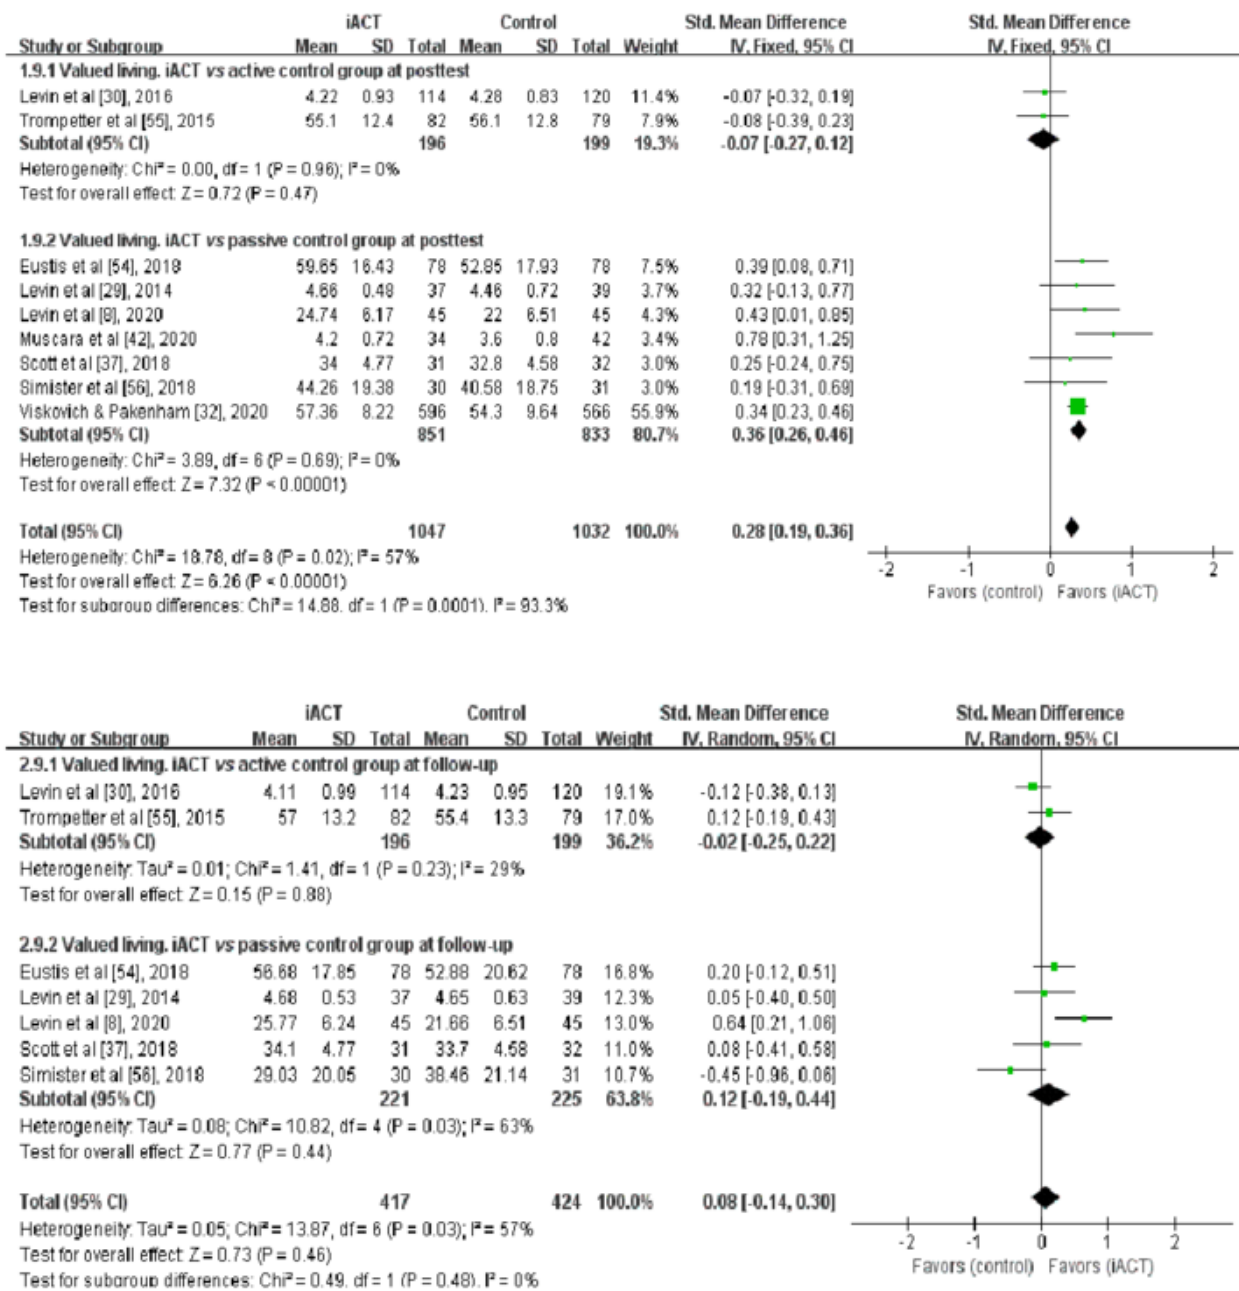 iACT Control Std. Mean Difference Std. Mean Difference
Study or Subgroup Mean SD Total Mean SD Total Weight IV, Fixed, 95% CI IV, Fixed, 95% CI
1.9.1 Valued living. iACT vs active control group at posttest
Levin et al [30], 2016 4.22 0.93 114 4.28 0.83 120 11.4% -0.07 [-0.32, 0.19]
Trompetter et al [55], 2015 55.1 12.4 82 56.1 12.8 79 7.9% -0.08 [-0.39, 0.23]
Subtotal (95% CI) 196 199 19.3% -0.07 [-0.27, 0.12]
Heterogeneity: Chi² = 0.00, df = 1 (P = 0.96); I² = 0%
Test for overall effect: Z = 0.72 (P = 0.47)
1.9.2 Valued living. iACT vs passive control group at posttest
Eustis et al [54], 2018 59.65 16.43 78 52.85 17.93 78 7.5% 0.39 [0.08, 0.71]
Levin et al [29], 2014 4.66 0.48 37 4.46 0.72 39 3.7% 0.32 [-0.13, 0.77]
Levin et al [8], 2020 24.74 6.17 45 22 6.51 45 4.3% 0.43 [0.01, 0.85]
Muscara et al [42], 2020 4.2 0.72 34 3.6 0.8 42 3.4% 0.78 [0.31, 1.25]
Scott et al [37], 2018 34 4.77 31 32.8 4.58 32 3.0% 0.25 [-0.24, 0.75]
Simister et al [56], 2018 44.26 19.38 30 40.58 18.75 31 3.0% 0.19 [-0.31, 0.69]
Viskovich & Pakenham [32], 2020 57.36 8.22 596 54.3 9.64 566 55.9% 0.34 [0.23, 0.46]
Subtotal (95% CI) 851 833 80.7% 0.36 [0.26, 0.46]
Heterogeneity: Chi² = 3.89, df = 6 (P = 0.69); I² = 0%
Test for overall effect: Z = 7.32 (P < 0.00001)
Total (95% CI) 1047 1032 100.0% 0.28 [0.19, 0.36]
Heterogeneity: Chi² = 18.78, df = 8 (P = 0.02); I² = 57%
Test for overall effect: Z = 6.26 (P < 0.00001)
Test for subgroup differences: Chi² = 14.88. df = 1 (P = 0.0001). I² = 93.3%
-2 -1 0 1 2
Favors (control) Favors (iACT)
iACT Control Std. Mean Difference Std. Mean Difference
Study or Subgroup Mean SD Total Mean SD Total Weight IV, Random, 95% CI IV, Random, 95% CI
2.9.1 Valued living. iACT vs active control group at follow-up
Levin et al [30], 2016 4.11 0.99 114 4.23 0.95 120 19.1% -0.12 [-0.38, 0.13]
Trompetter et al [55], 2015 57 13.2 82 55.4 13.3 79 17.0% 0.12 [-0.19, 0.43]
Subtotal (95% CI) 196 199 36.2% -0.02 [-0.25, 0.22]
Heterogeneity: Tau² = 0.01; Chi² = 1.41, df = 1 (P = 0.23); I² = 29%
Test for overall effect: Z = 0.15 (P = 0.88)
2.9.2 Valued living. iACT vs passive control group at follow-up
Eustis et al [54], 2018 56.68 17.85 78 52.88 20.62 78 16.8% 0.20 [-0.12, 0.51]
Levin et al [29], 2014 4.68 0.53 37 4.65 0.63 39 12.3% 0.05 [-0.40, 0.50]
Levin et al [8], 2020 25.77 6.24 45 21.66 6.51 45 13.0% 0.64 [0.21, 1.06]
Scott et al [37], 2018 34.1 4.77 31 33.7 4.58 32 11.0% 0.08 [-0.41, 0.58]
Simister et al [56], 2018 29.03 20.05 30 38.46 21.14 31 10.7% -0.45 [-0.96, 0.06]
Subtotal (95% CI) 221 225 63.8% 0.12 [-0.19, 0.44]
Heterogeneity: Tau² = 0.08; Chi² = 10.82, df = 4 (P = 0.03); I² = 63%
Test for overall effect: Z = 0.77 (P = 0.44)
Total (95% CI) 417 424 100.0% 0.08 [-0.14, 0.30]
Heterogeneity: Tau² = 0.05; Chi² = 13.87, df = 6 (P = 0.03); I² = 57%
Test for overall effect: Z = 0.73 (P = 0.46)
Test for subgroup differences: Chi² = 0.49. df = 1 (P = 0.48). I² = 0%
-2 -1 0 1 2
Favors (control) Favors (iACT)